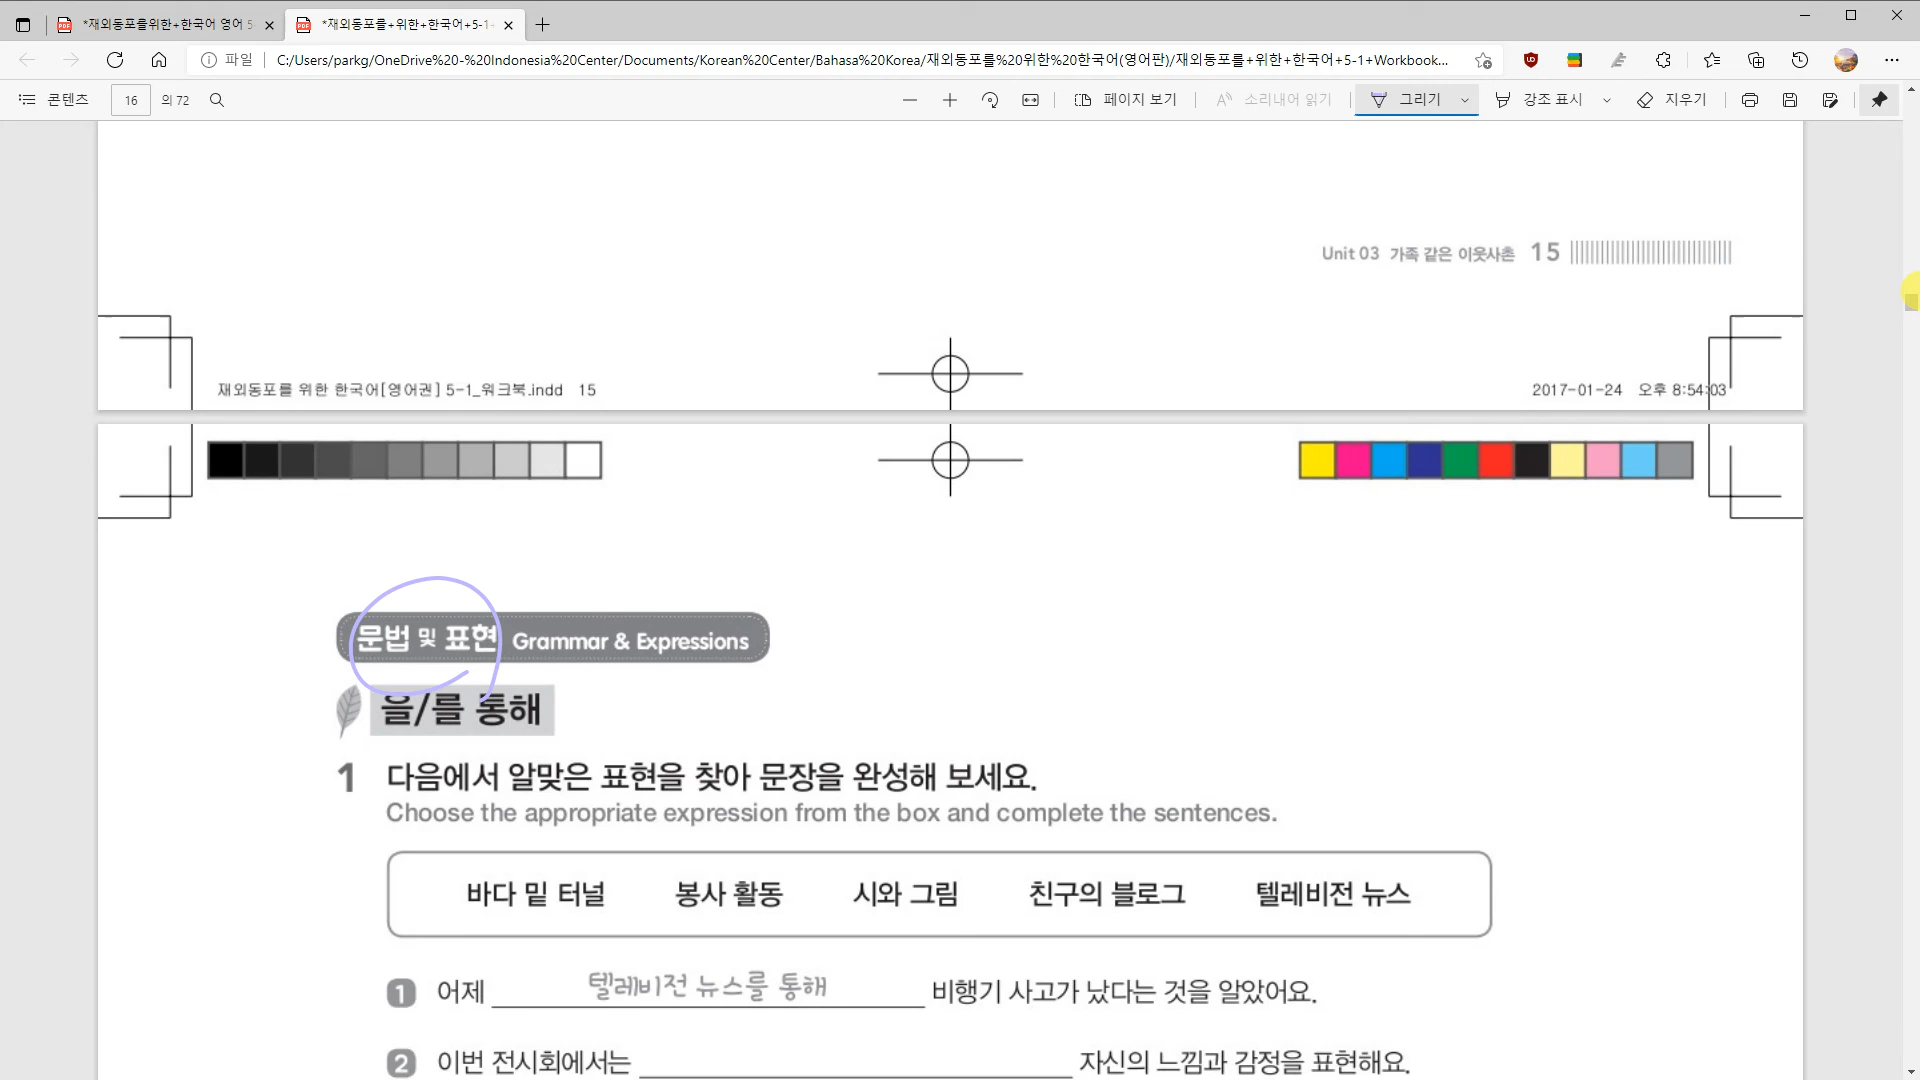 *재외동포를위한+한국어 영어 5
*재외동포를+위한+한국어+5-1-
파일
C:/Users/parkg/OneDrive%20-%20Indonesia%20Center/Documents/Korean%20Center/Bahasa%20Korea/재외동포를%20위한%20한국어(영어판)/재외동포를+위한+한국어+5-1+Workbook...
콘텐츠
16
의 72
페이지 보기
소리내어 읽기
그리기
강조 표시
지우기
Unit 03 가족 같은 이웃사촌 15
재외동포를 위한 한국어[영어권] 5-1_워크북.indd 15
2017-01-24 오후 8:54:03
문법 및 표현 Grammar & Expressions
을/를 통해
1 다음에서 알맞은 표현을 찾아 문장을 완성해 보세요.
Choose the appropriate expression from the box and complete the sentences.
바다 밑 터널 봉사 활동 시와 그림 친구의 블로그 텔레비전 뉴스
1 어제 텔레비전 뉴스를 통해 비행기 사고가 났다는 것을 알았어요.
2 이번 전시회에서는 자신의 느낌과 감정을 표현해요.